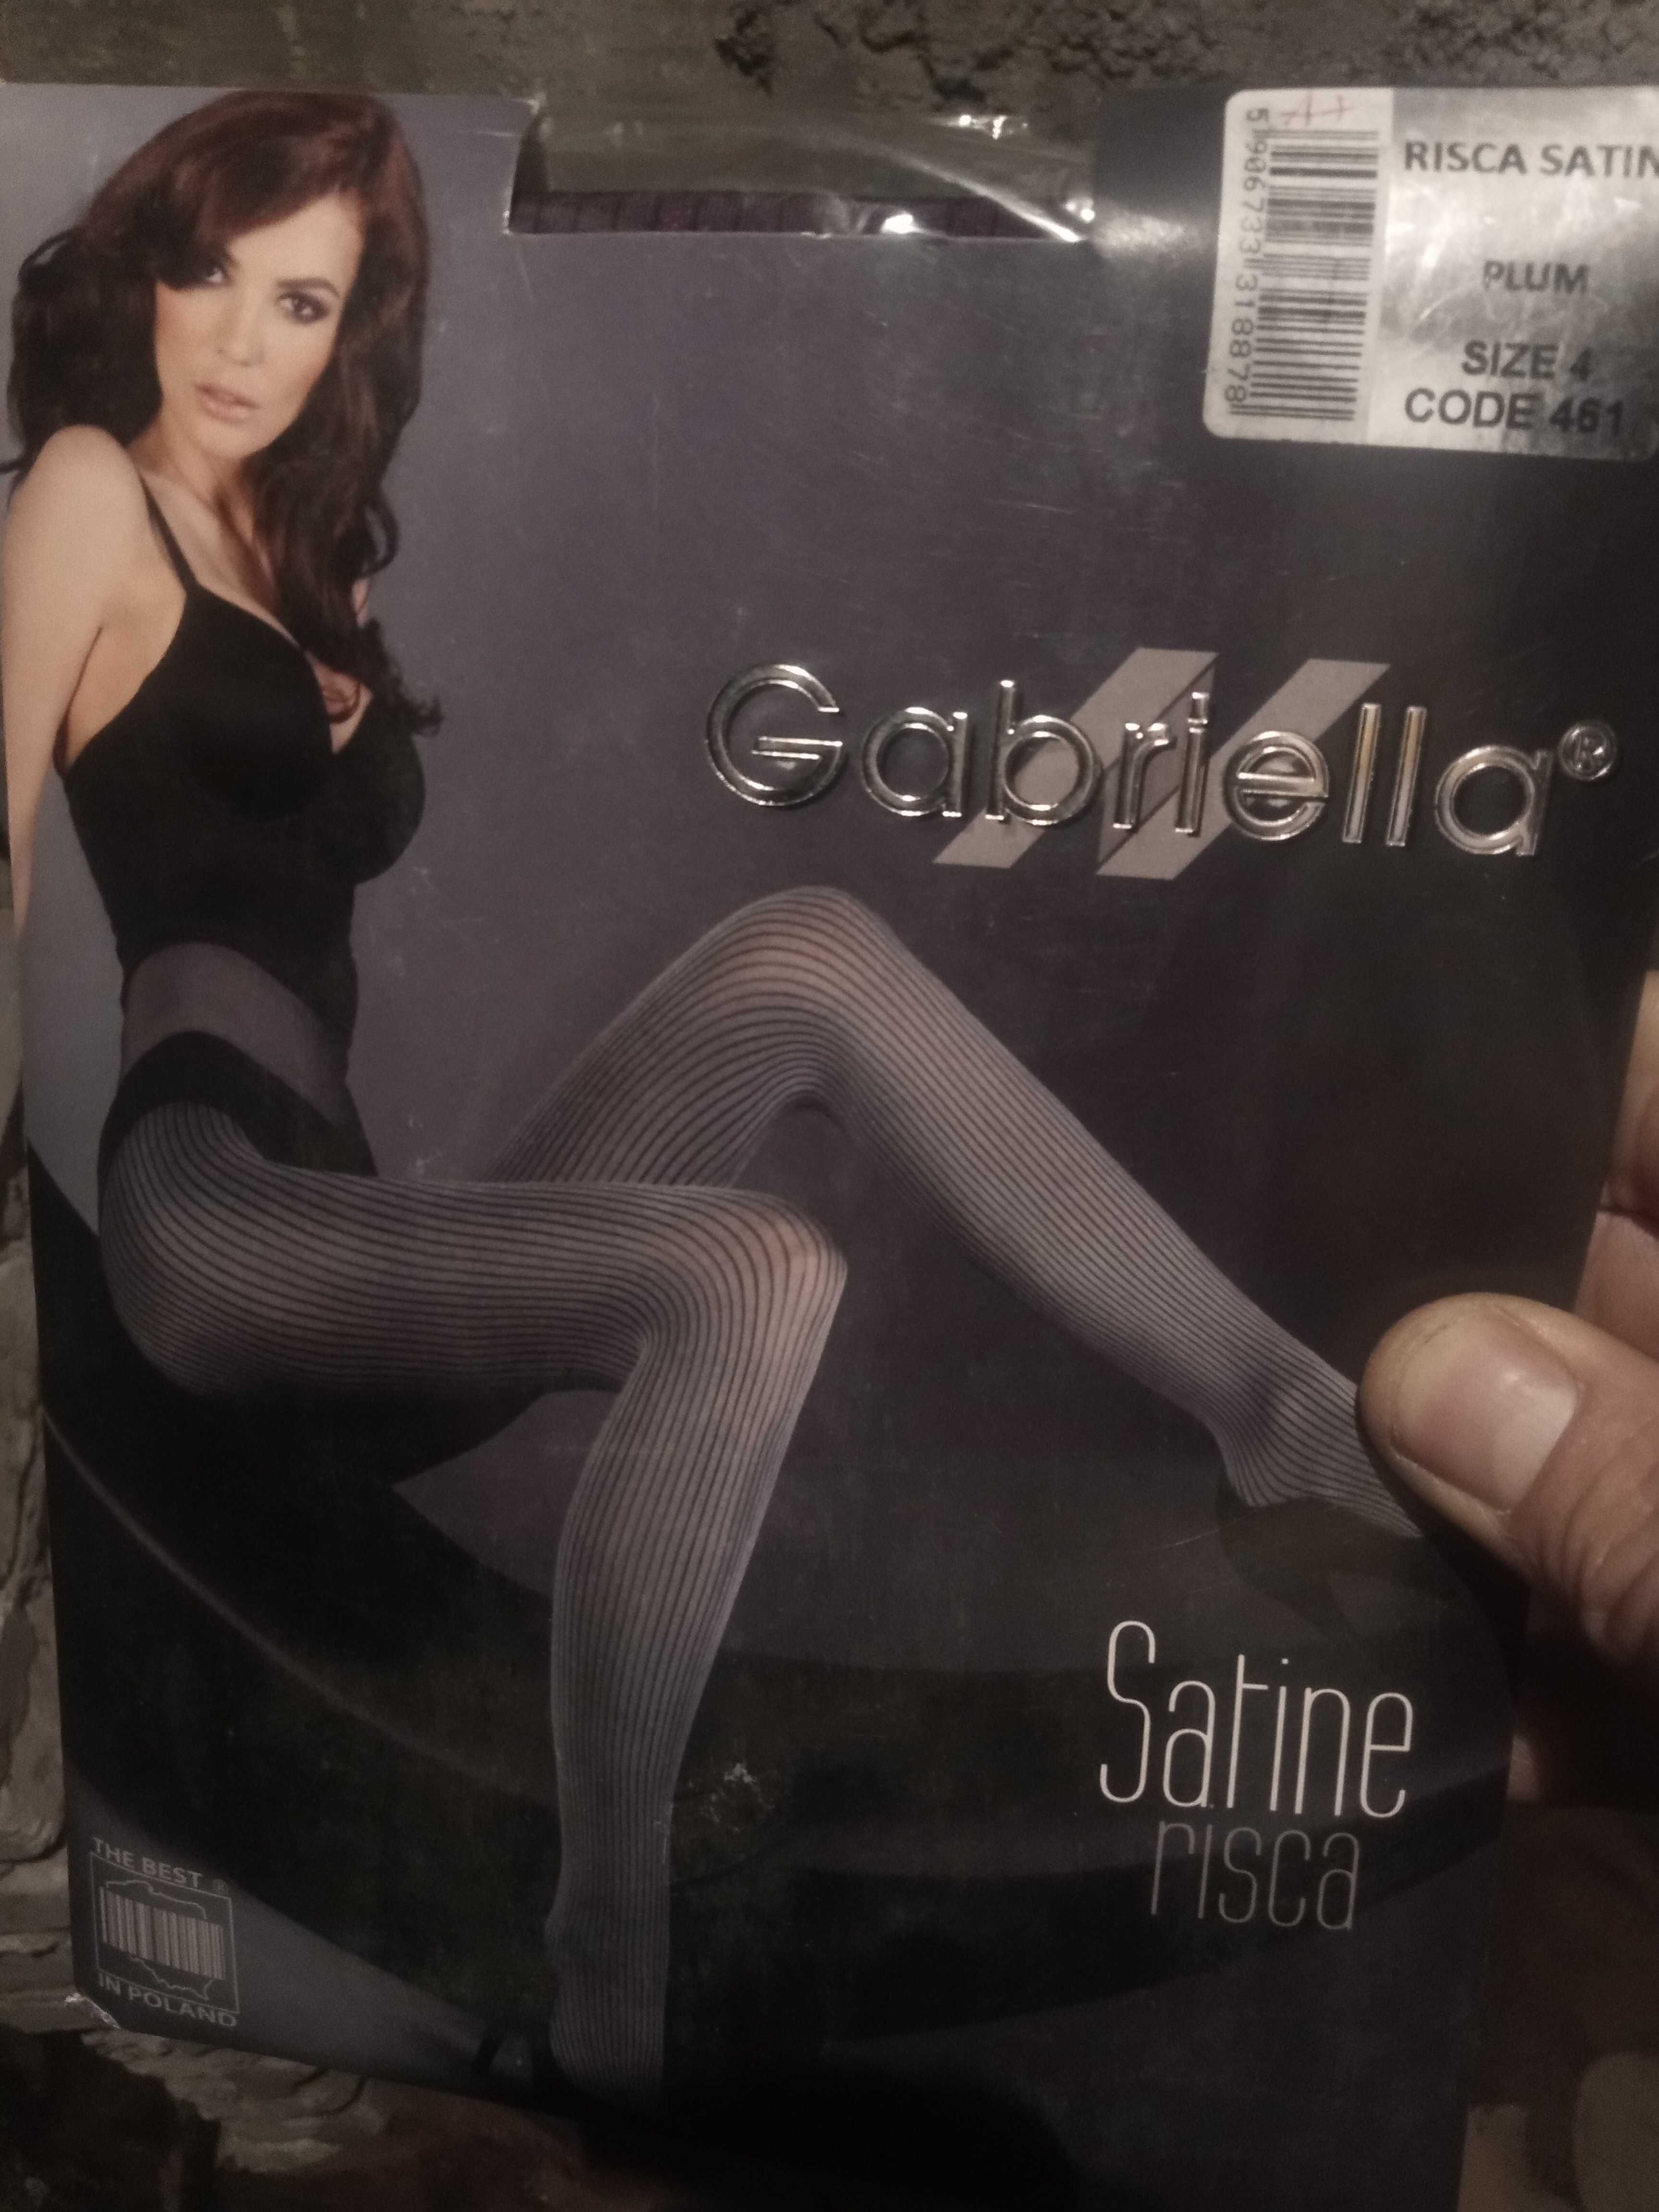 ++
5 906733 318878
RISCA SATIN
PLUM
SIZE 4
CODE 461
Gabriella®
Satine
risca
THE BEST ®
IN POLAND